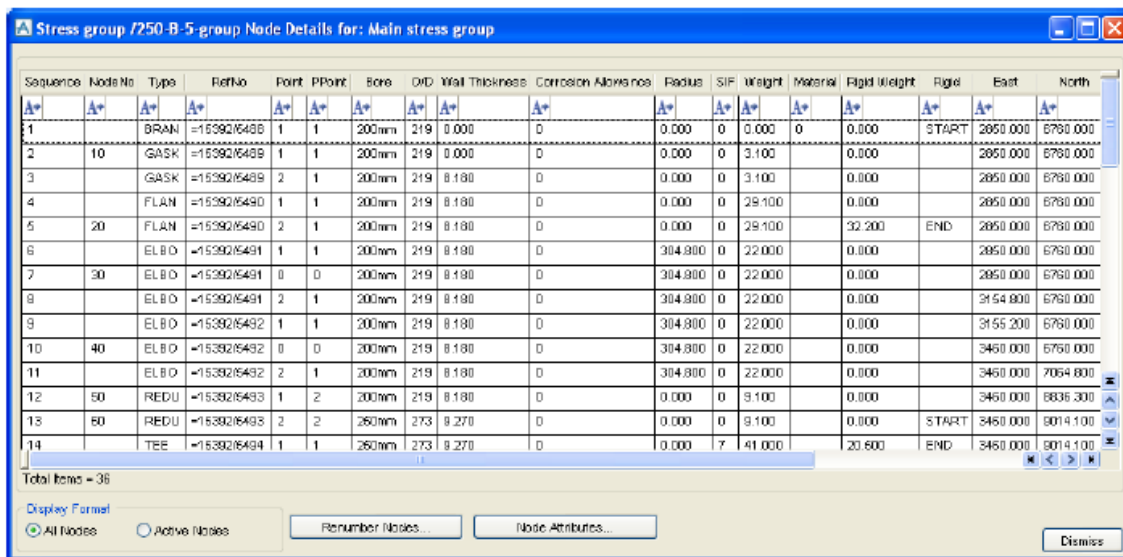 Stress group /250-B-5-group Node Details for: Main stress group
Sequence Node No Type RefNo Point PPoint Bore O/D Wall Thickness Corrosion Allowance Radius SIF Weight Material Rigid Weight Rigid East North
1 BRAN =15392/5488 1 1 200mm 219 0.000 0 0.000 0 0.000 0 0.000 START 2850.000 6760.000
2 10 GASK =15392/5489 1 1 200mm 219 0.000 0 0.000 0 3.100 0.000 2850.000 6760.000
3 GASK =15392/5489 2 1 200mm 219 8.180 0 0.000 0 3.100 0.000 2850.000 6760.000
4 FLAN =15392/5490 1 1 200mm 219 8.180 0 0.000 0 29.100 0.000 2850.000 6760.000
5 20 FLAN =15392/5490 2 1 200mm 219 8.180 0 0.000 0 29.100 32.200 END 2850.000 6760.000
6 ELBO =15392/5491 1 1 200mm 219 8.180 0 304.800 0 22.000 0.000 2850.000 6760.000
7 30 ELBO =15392/5491 0 0 200mm 219 8.180 0 304.800 0 22.000 0.000 2850.000 6760.000
8 ELBO =15392/5491 2 1 200mm 219 8.180 0 304.800 0 22.000 0.000 3154.800 6760.000
9 ELBO =15392/5492 1 1 200mm 219 8.180 0 304.800 0 22.000 0.000 3155.200 6760.000
10 40 ELBO =15392/5492 0 0 200mm 219 8.180 0 304.800 0 22.000 0.000 3460.000 6760.000
11 ELBO =15392/5492 2 1 200mm 219 8.180 0 304.800 0 22.000 0.000 3460.000 7064.800
12 50 REDU =15392/5493 1 2 200mm 219 8.180 0 0.000 0 9.100 0.000 3460.000 8836.300
13 60 REDU =15392/5493 2 2 250mm 273 9.270 0 0.000 0 9.100 0.000 START 3460.000 9014.100
14 TEE =15392/5494 1 1 250mm 273 9.270 0 0.000 7 41.000 20.600 END 3460.000 9014.100
Total Items = 36
Display Format
All Nodes Active Nodes Renumber Nodes... Node Attributes...
Dismiss